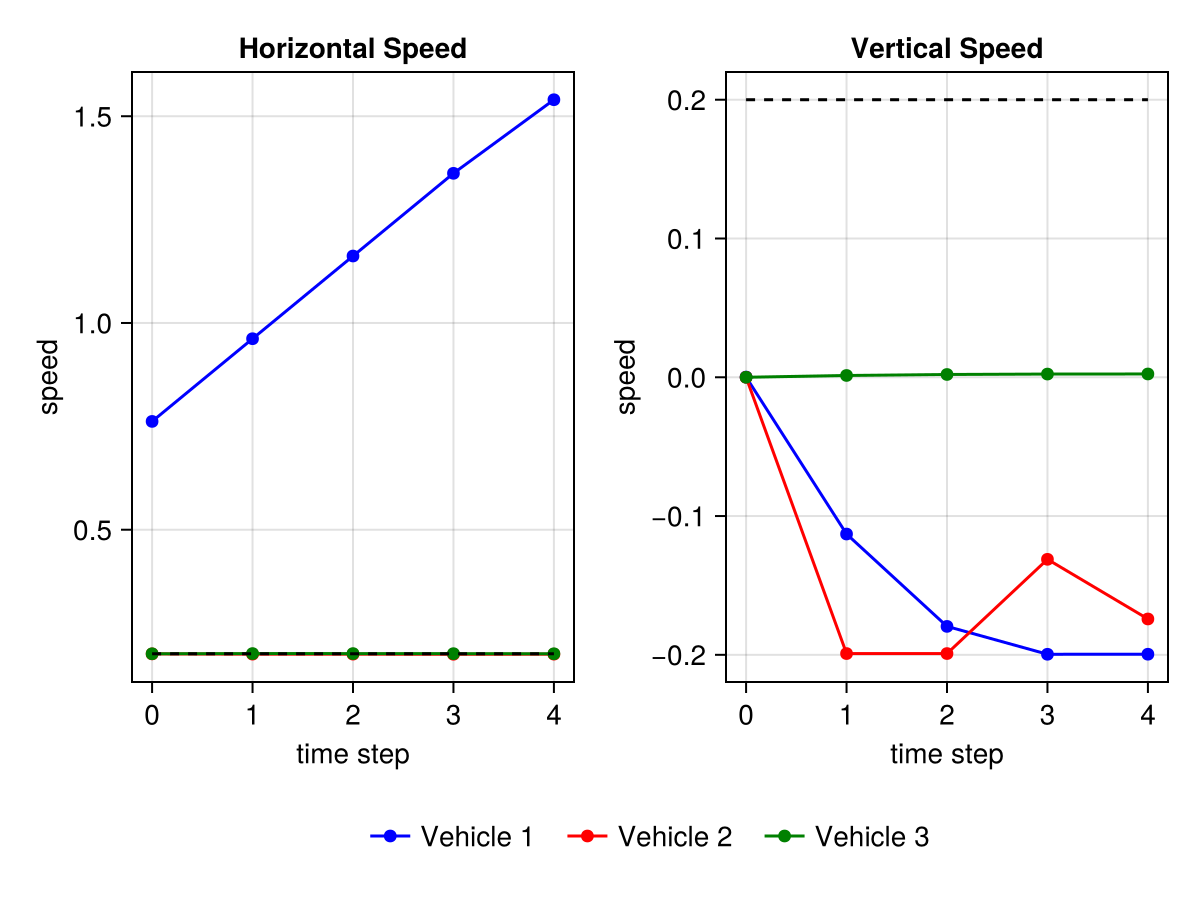 Horizontal Speed
1.5
1.0
0.5
speed
0 1 2 3 4
time step
Vertical Speed
0.2
0.1
0.0
−0.1
−0.2
speed
0 1 2 3 4
time step
Vehicle 1 Vehicle 2 Vehicle 3